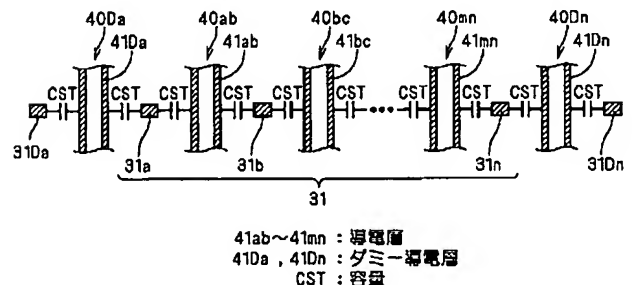 40Da 40ab 40bc 40mn 40Dn
41Da 41ab 41bc 41mn 41Dn
CST CST CST CST CST CST CST CST CST CST
31Da 31a 31b 31n 31Dn
31
41ab~41mn : 導電層
41Da , 41Dn : ダミー導電層
CST : 容量